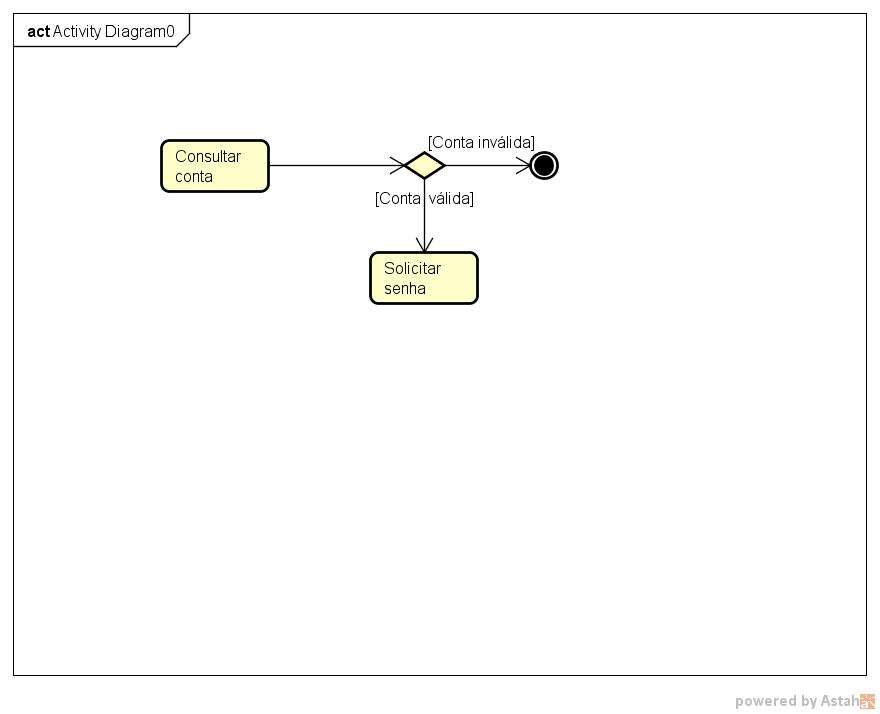 act Activity Diagram0
[Conta inválida]
Consultar
conta
[Conta válida]
Solicitar
senha
powered by Astah